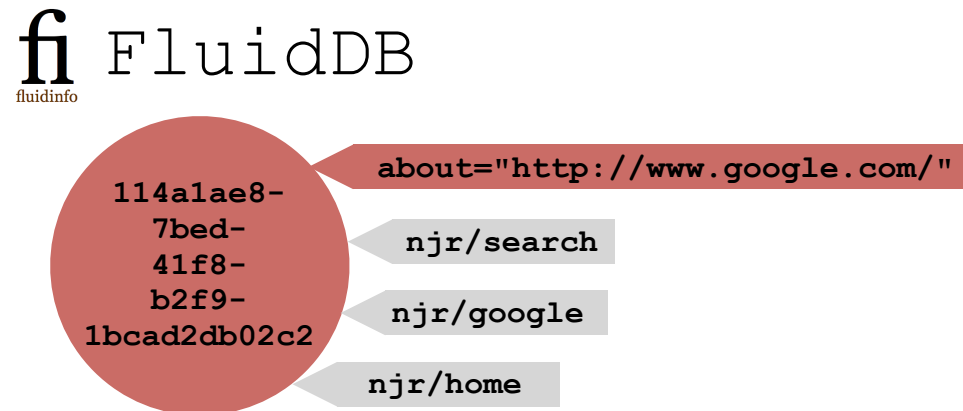 fi FluidDB
fluidinfo
about="http://www.google.com/"
114a1ae8-
7bed-
41f8-
b2f9-
1bcad2db02c2
njr/search
njr/google
njr/home